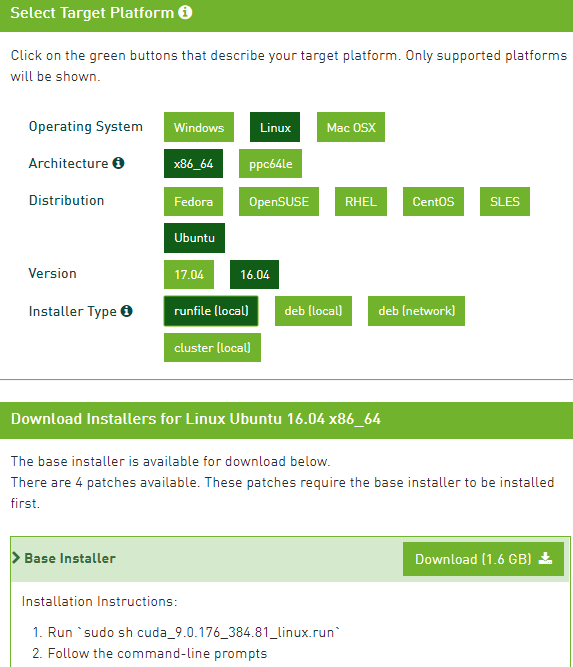 Select Target Platform
Click on the green buttons that describe your target platform. Only supported platforms
will be shown.
Operating System Windows Linux Mac OSX
Architecture x86_64 ppc64le
Distribution Fedora OpenSUSE RHEL CentOS SLES
Ubuntu
Version 17.04 16.04
Installer Type runfile (local) deb (local) deb (network)
cluster (local)
Download Installers for Linux Ubuntu 16.04 x86_64
The base installer is available for download below.
There are 4 patches available. These patches require the base installer to be installed
first.
Base Installer Download (1.6 GB)
Installation Instructions:
1. Run `sudo sh cuda_9.0.176_384.81_linux.run`
2. Follow the command-line prompts